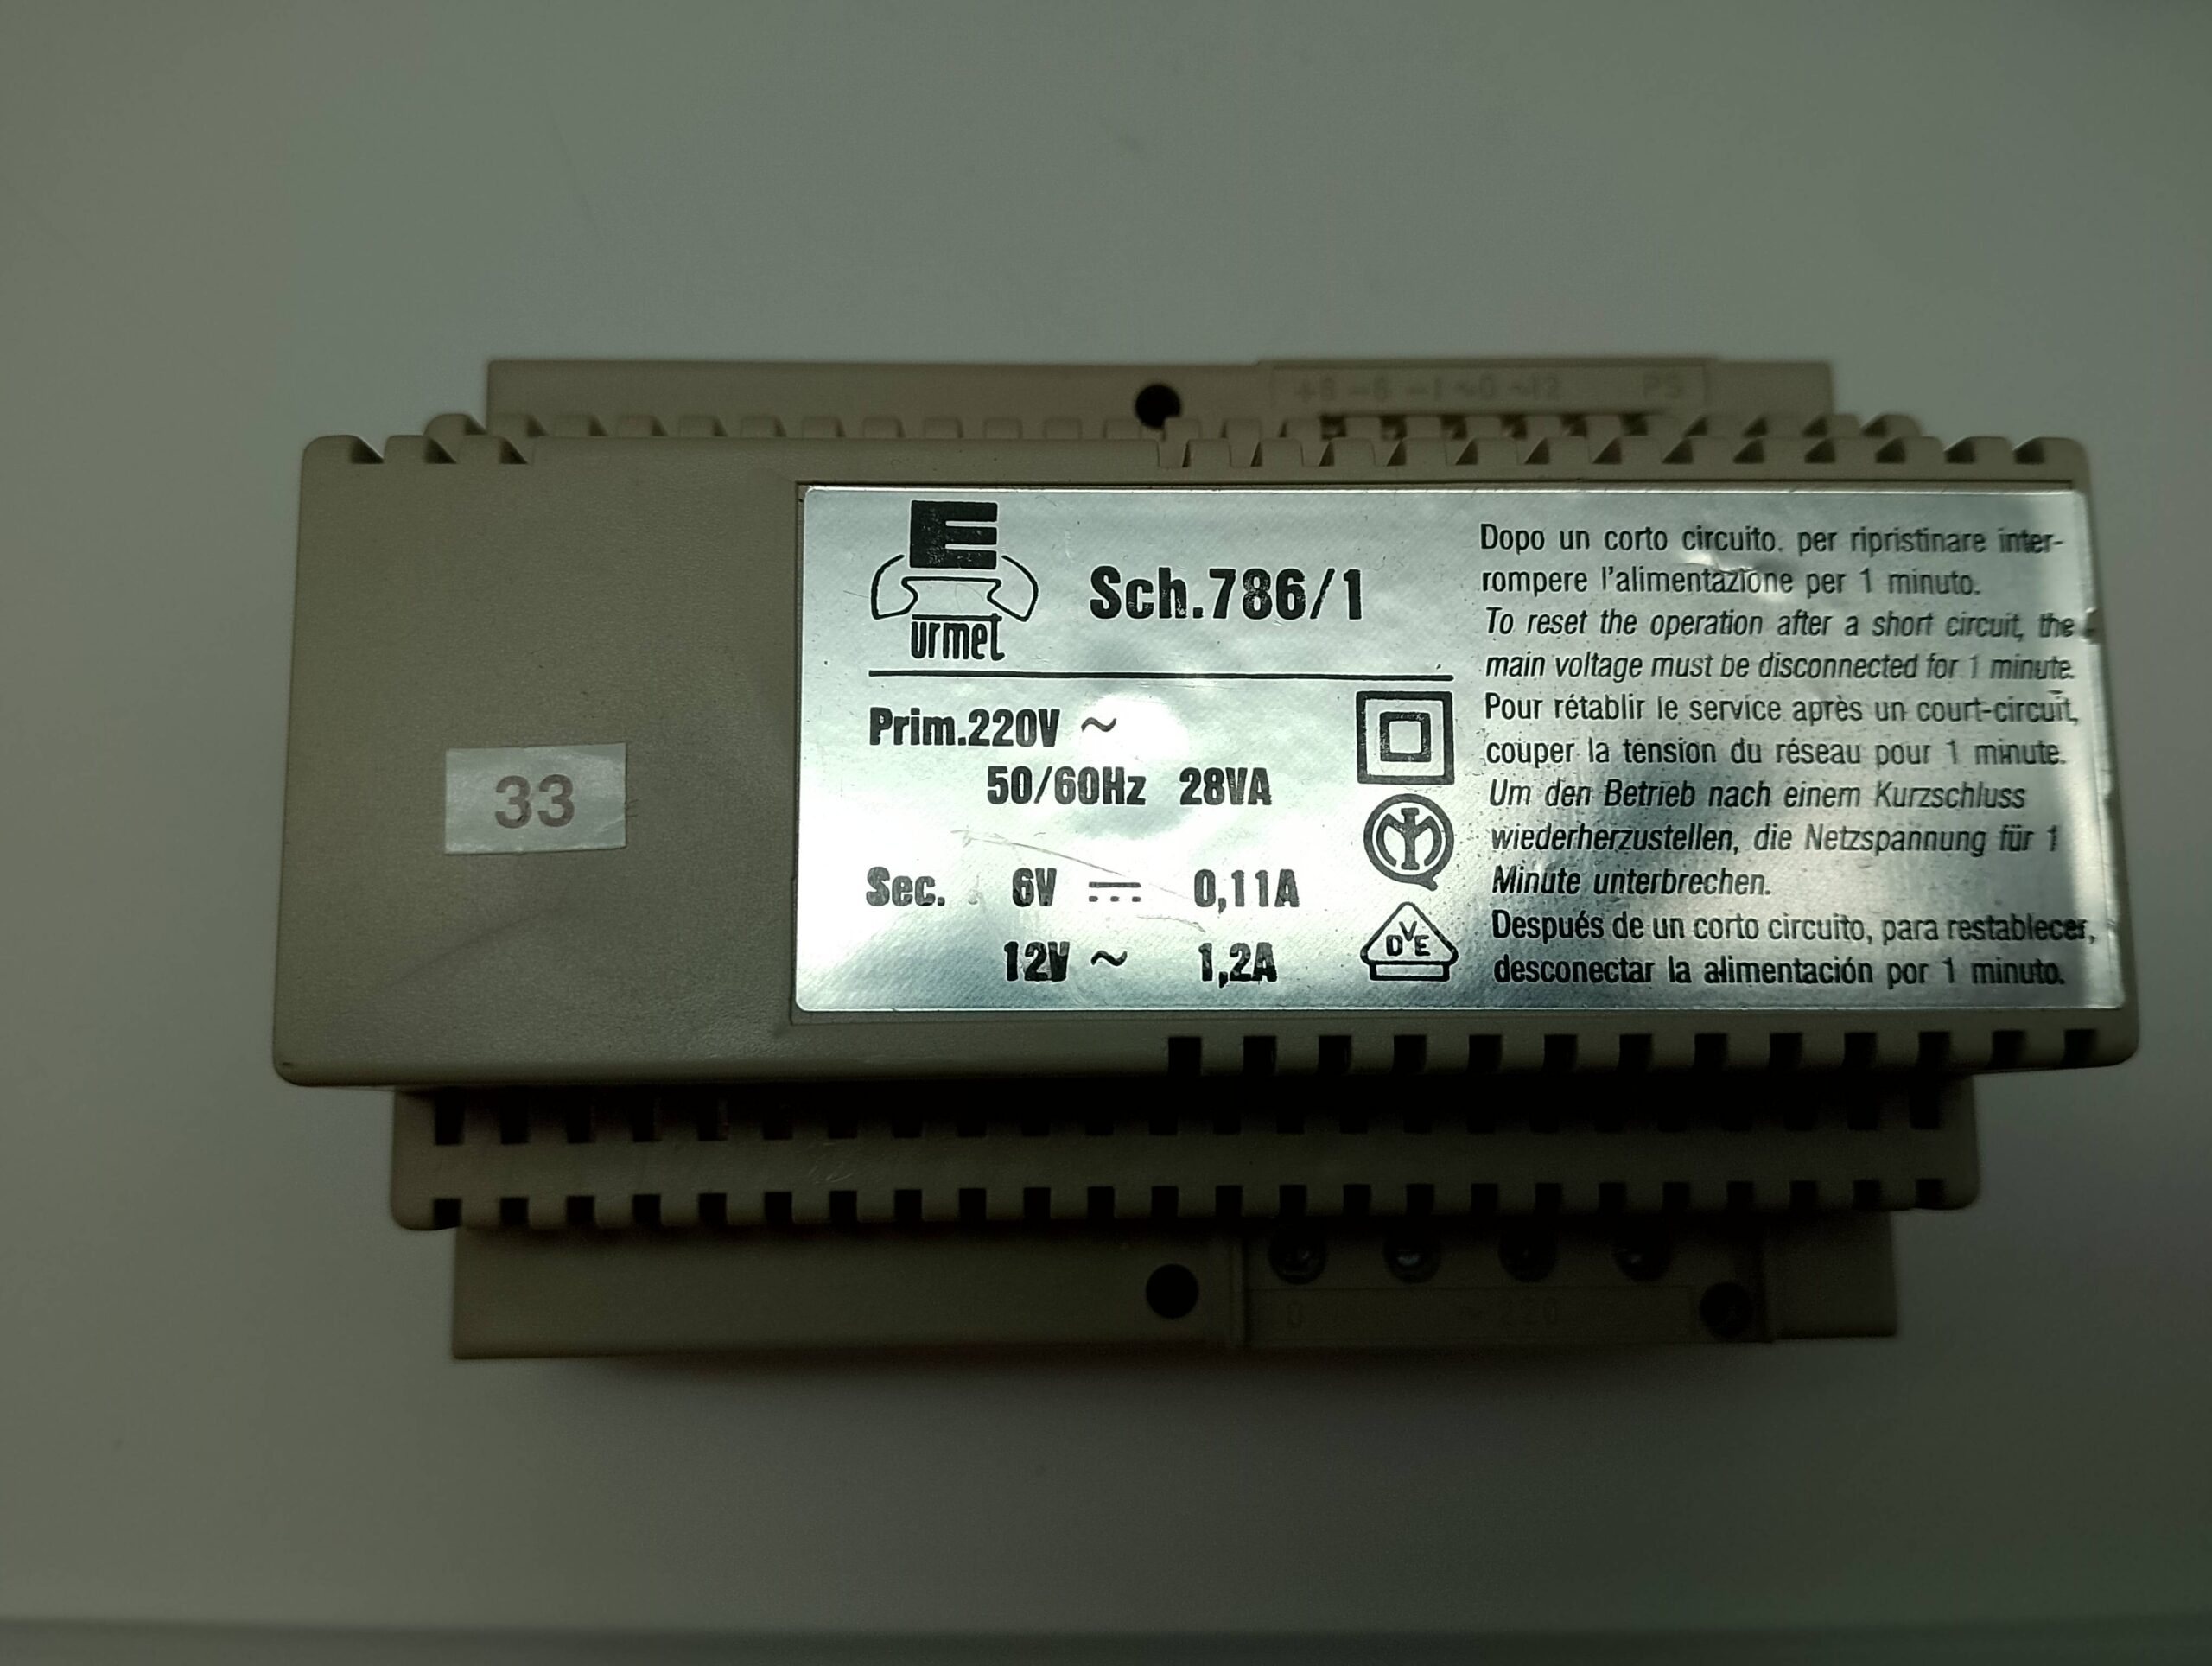 +6 -6 -1 ~0 ~12 PS
E
urmet
Sch.786/1
Prim.220V ~
50/60Hz 28VA
Sec. 6V ⎓ 0,11A
12V ~ 1,2A
DVE
Dopo un corto circuito, per ripristinare inter-
rompere l'alimentazione per 1 minuto.
To reset the operation after a short circuit, the
main voltage must be disconnected for 1 minute.
Pour rétablir le service après un court-circuit,
couper la tension du réseau pour 1 minute.
Um den Betrieb nach einem Kurzschluss
wiederherzustellen, die Netzspannung für 1
Minute unterbrechen.
Después de un corto circuito, para restablecer,
desconectar la alimentación por 1 minuto.
33
0 ~ 220